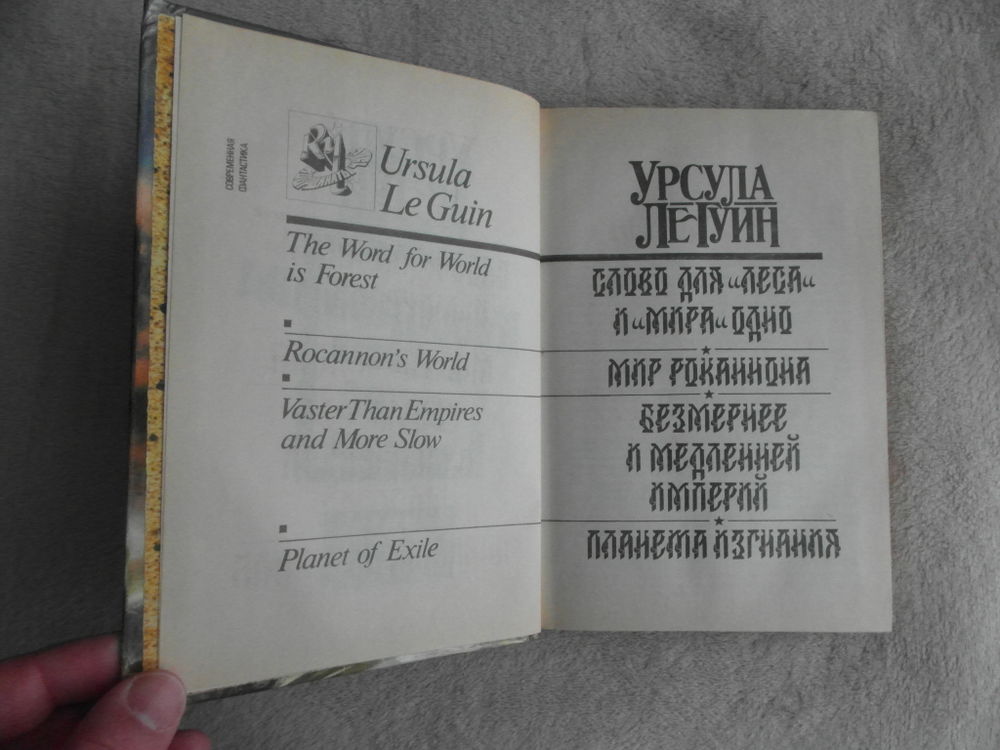 СОВРЕМЕННАЯ
ФАНТАСТИКА
Ursula
Le Guin
The Word for World
is Forest
Rocannon's World
Vaster Than Empires
and More Slow
Planet of Exile
УРСУЛА
ЛЕ ГУИН
СЛОВО ДЛЯ «ЛЕСА«
И «МИРА« ОДНО
МИР РОКАННОНА
БЕЗМЕРНЕЕ
И МЕДЛЕННЕЙ
ИМПЕРИЙ
ПЛАНЕТА ИЗГНАНИЯ